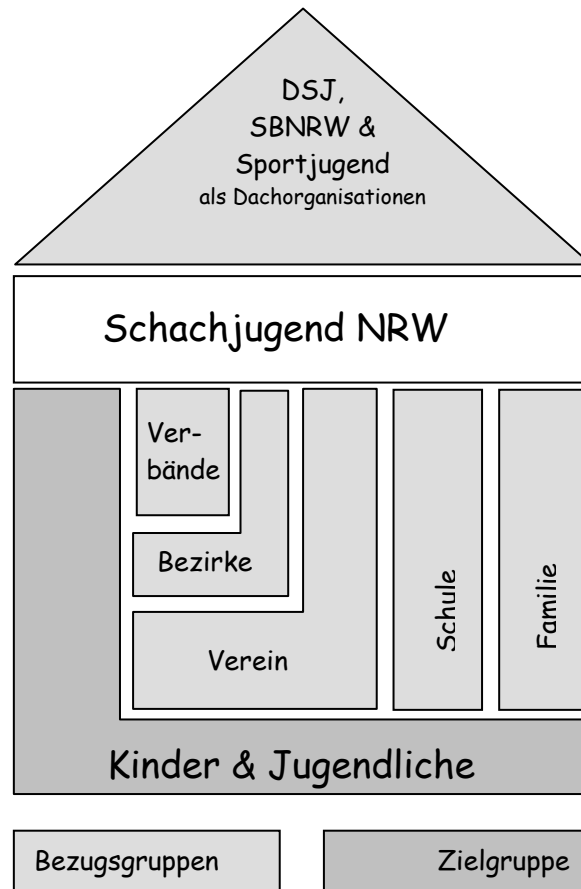 DSJ,
SBNRW &
Sportjugend
als Dachorganisationen
Schachjugend NRW
Ver-
bände
Bezirke
Verein
Schule
Familie
Kinder & Jugendliche
Bezugsgruppen
Zielgruppe